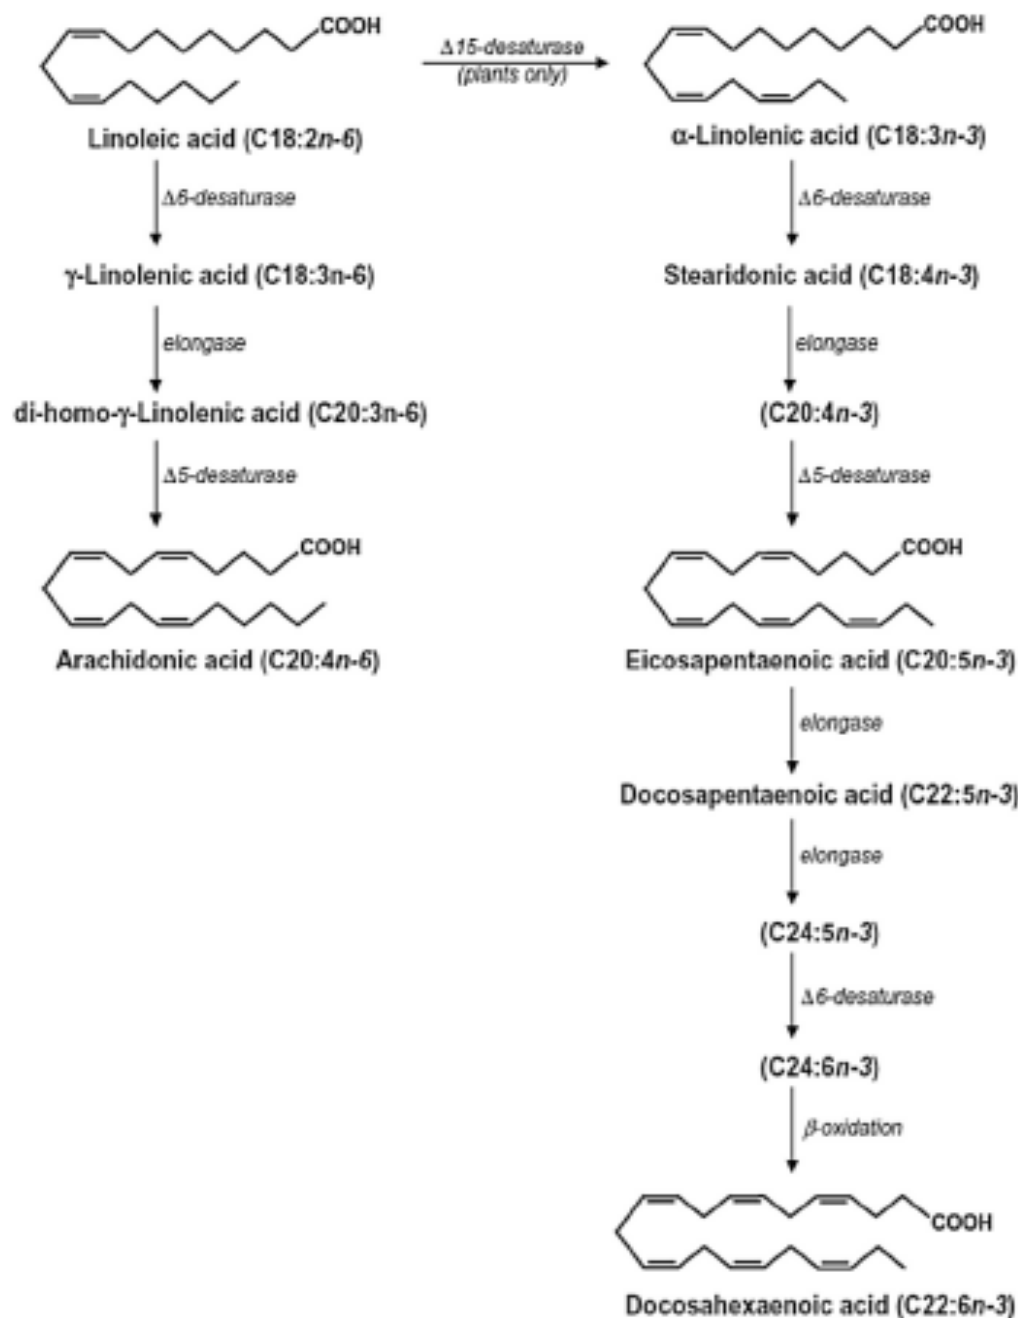 COOH
Δ15-desaturase
(plants only)
COOH
Linoleic acid (C18:2n-6)
α-Linolenic acid (C18:3n-3)
Δ6-desaturase
Δ6-desaturase
γ-Linolenic acid (C18:3n-6)
Stearidonic acid (C18:4n-3)
elongase
elongase
di-homo-γ-Linolenic acid (C20:3n-6)
(C20:4n-3)
Δ5-desaturase
Δ5-desaturase
COOH
COOH
Arachidonic acid (C20:4n-6)
Eicosapentaenoic acid (C20:5n-3)
elongase
Docosapentaenoic acid (C22:5n-3)
elongase
(C24:5n-3)
Δ6-desaturase
(C24:6n-3)
β-oxidation
COOH
Docosahexaenoic acid (C22:6n-3)